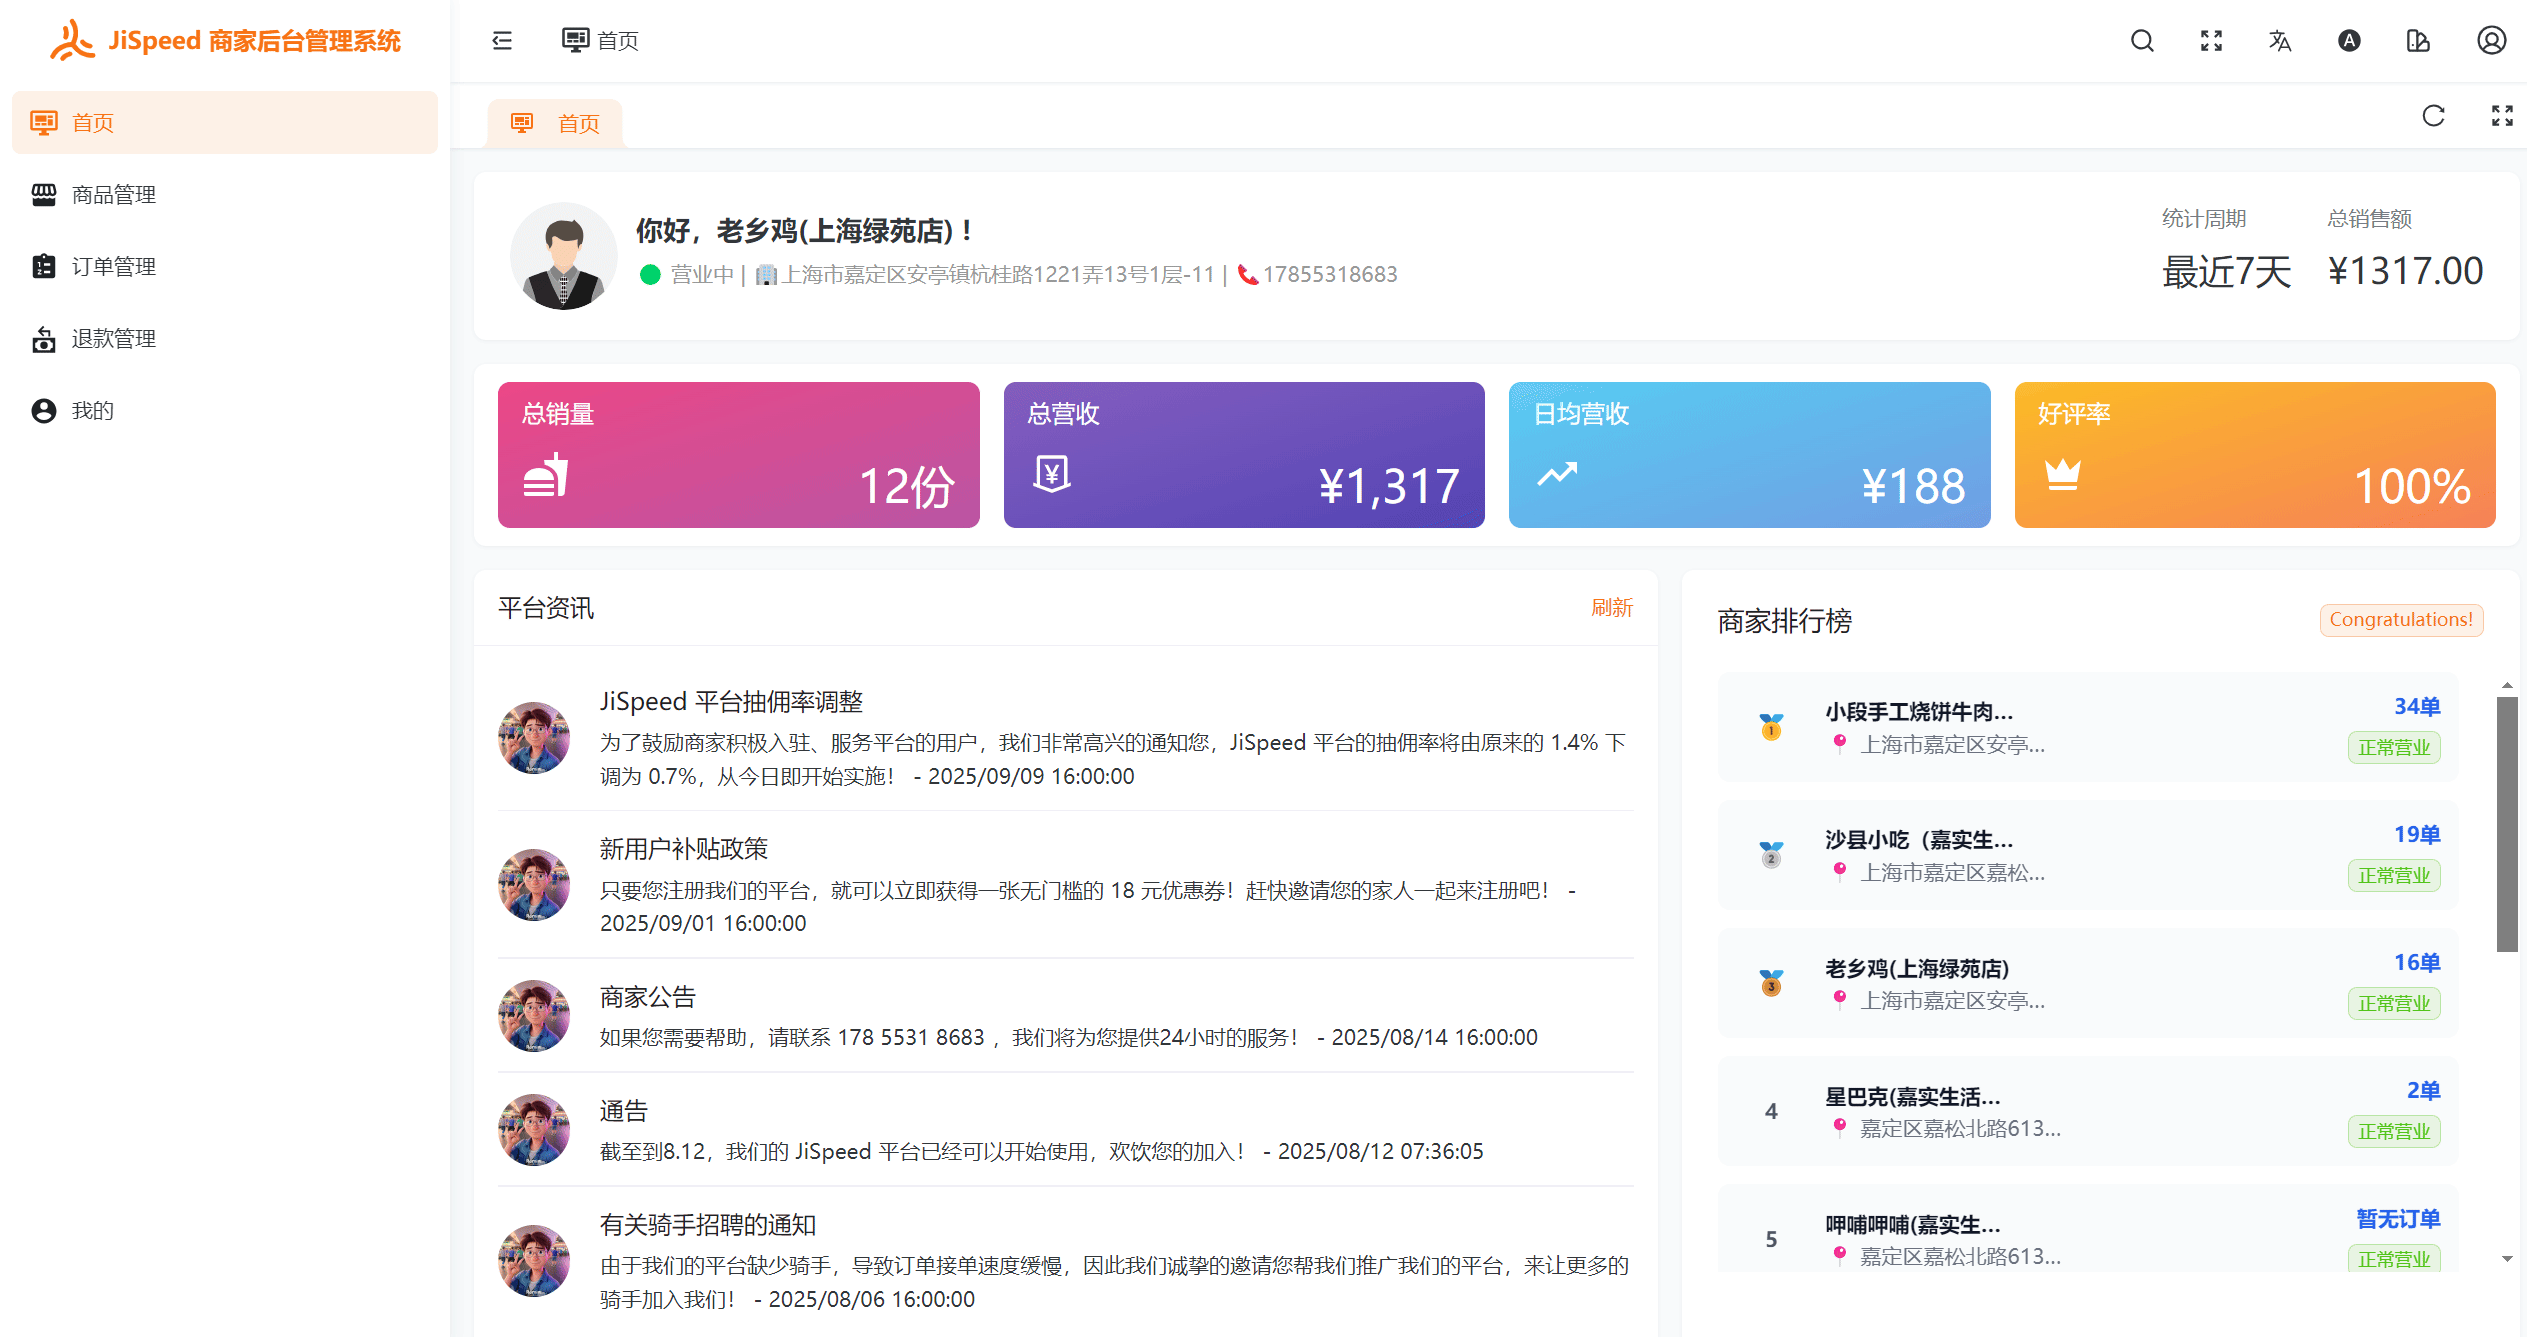 JiSpeed 商家后台管理系统
首页
首页
商品管理
订单管理
退款管理
我的
首页
你好，老乡鸡(上海绿苑店)！
营业中 | 上海市嘉定区安亭镇杭桂路1221弄13号1层-11 | 17855318683
统计周期
最近7天
总销售额
¥1317.00
总销量
12份
总营收
¥1,317
日均营收
¥188
好评率
100%
平台资讯
刷新
JiSpeed 平台抽佣率调整
为了鼓励商家积极入驻、服务平台的用户，我们非常高兴的通知您，JiSpeed 平台的抽佣率将由原来的 1.4% 下
调为 0.7%，从今日即开始实施！ - 2025/09/09 16:00:00
新用户补贴政策
只要您注册我们的平台，就可以立即获得一张无门槛的 18 元优惠券！赶快邀请您的家人一起来注册吧！ -
2025/09/01 16:00:00
商家公告
如果您需要帮助，请联系 178 5531 8683 ，我们将为您提供24小时的服务！ - 2025/08/14 16:00:00
通告
截至到8.12，我们的 JiSpeed 平台已经可以开始使用，欢饮您的加入！ - 2025/08/12 07:36:05
有关骑手招聘的通知
由于我们的平台缺少骑手，导致订单接单速度缓慢，因此我们诚挚的邀请您帮我们推广我们的平台，来让更多的
骑手加入我们！ - 2025/08/06 16:00:00
商家排行榜
Congratulations!
1
小段手工烧饼牛肉...
上海市嘉定区安亭...
34单
正常营业
2
沙县小吃（嘉实生...
上海市嘉定区嘉松...
19单
正常营业
3
老乡鸡(上海绿苑店)
上海市嘉定区安亭...
16单
正常营业
4
星巴克(嘉实生活...
嘉定区嘉松北路613...
2单
正常营业
5
呷哺呷哺(嘉实生...
嘉定区嘉松北路613...
暂无订单
正常营业